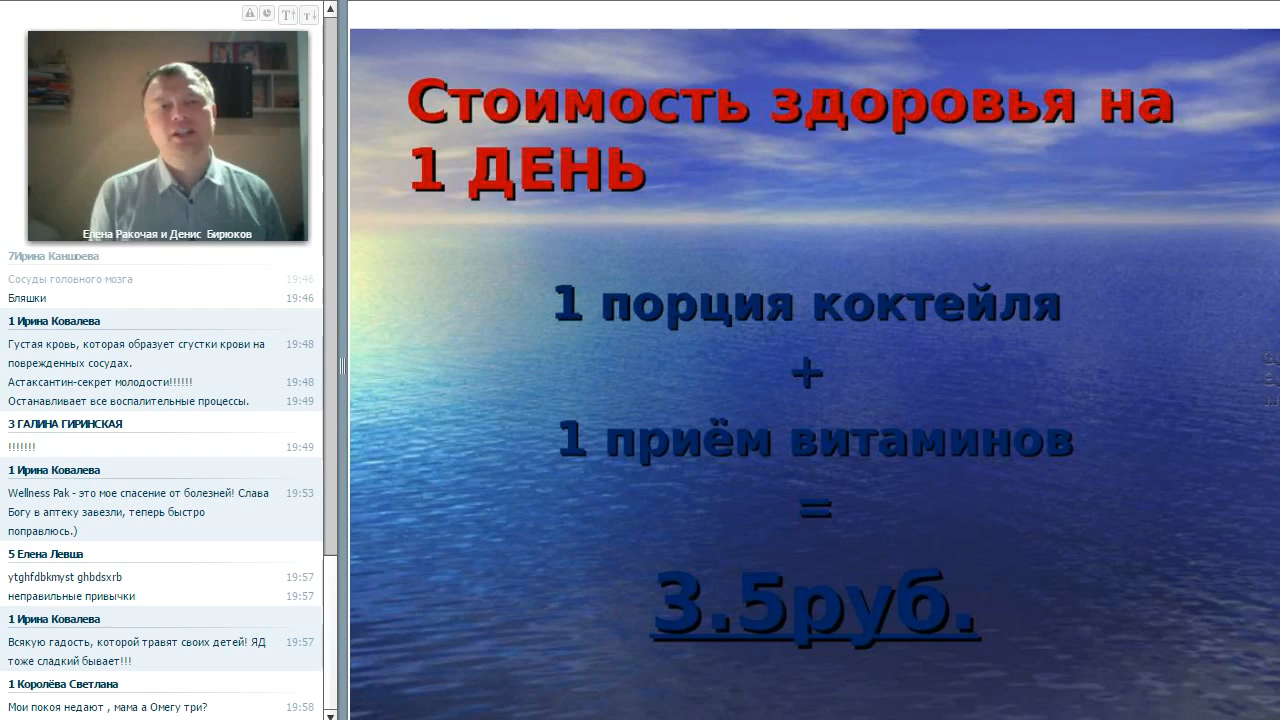 Елена Ракочая и Денис Бирюков
7Ирина Каншоева
Сосуды головного мозга 19:46
Бляшки 19:46
1 Ирина Ковалева
Густая кровь, которая образует сгустки крови на 19:48
поврежденных сосудах.
Астаксантин-секрет молодости!!!!!! 19:48
Останавливает все воспалительные процессы. 19:49
3 ГАЛИНА ГИРИНСКАЯ
!!!!!!! 19:49
1 Ирина Ковалева
Wellness Pak - это мое спасение от болезней! Слава 19:53
Богу в аптеку завезли, теперь быстро
поправлюсь.)
5 Елена Левша
ytghfdbkmyst ghbdsxrb 19:57
неправильные привычки 19:57
1 Ирина Ковалева
Всякую гадость, которой травят своих детей! ЯД 19:57
тоже сладкий бывает!!!
1 Королёва Светлана
Мои покоя недают , мама а Омегу три? 19:58
Стоимость здоровья на
1 ДЕНЬ
1 порция коктейля
+
1 приём витаминов
=
3.5руб.